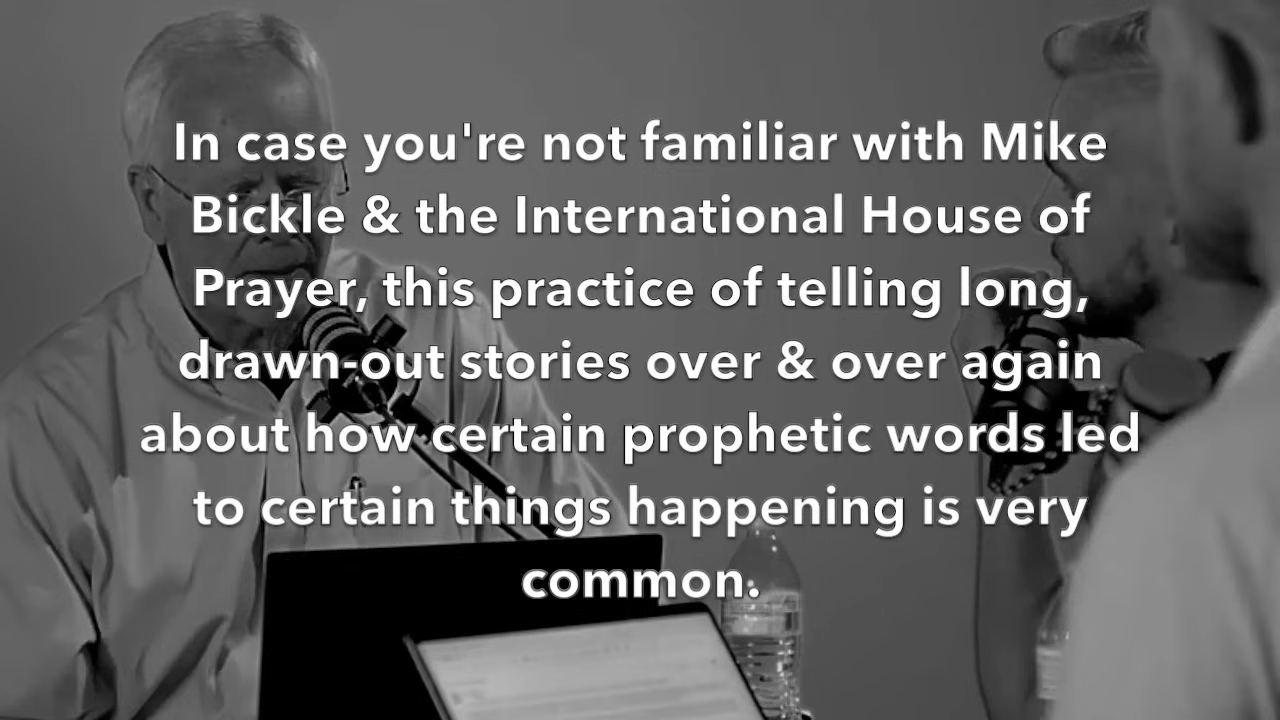 In case you're not familiar with Mike
Bickle & the International House of
Prayer, this practice of telling long,
drawn-out stories over & over again
about how certain prophetic words led
to certain things happening is very
common.